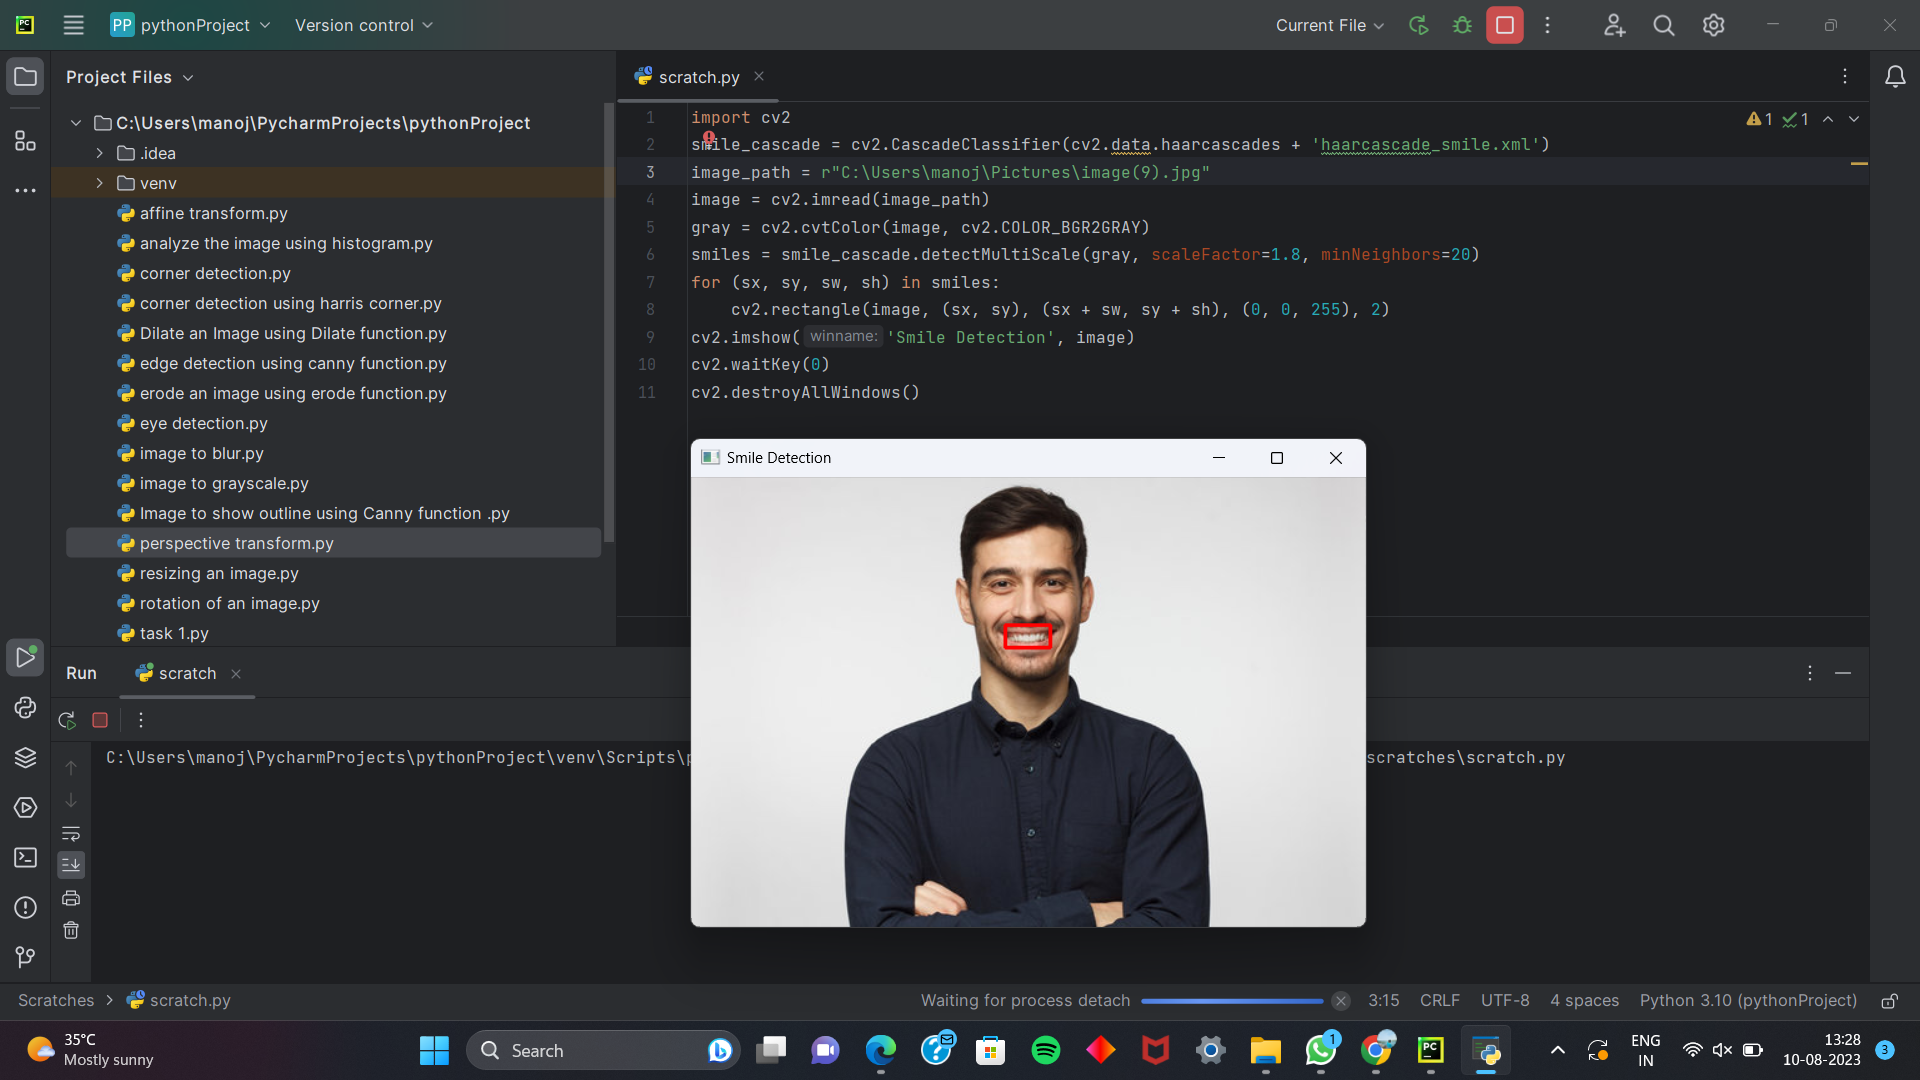 PP pythonProject Version control Current File
Project Files
scratch.py
C:\Users\manoj\PycharmProjects\pythonProject
.idea
venv
affine transform.py
analyze the image using histogram.py
corner detection.py
corner detection using harris corner.py
Dilate an Image using Dilate function.py
edge detection using canny function.py
erode an image using erode function.py
eye detection.py
image to blur.py
image to grayscale.py
Image to show outline using Canny function .py
perspective transform.py
resizing an image.py
rotation of an image.py
task 1.py
1 import cv2
2 smile_cascade = cv2.CascadeClassifier(cv2.data.haarcascades + 'haarcascade_smile.xml')
3 image_path = r"C:\Users\manoj\Pictures\image(9).jpg"
4 image = cv2.imread(image_path)
5 gray = cv2.cvtColor(image, cv2.COLOR_BGR2GRAY)
6 smiles = smile_cascade.detectMultiScale(gray, scaleFactor=1.8, minNeighbors=20)
7 for (sx, sy, sw, sh) in smiles:
8 cv2.rectangle(image, (sx, sy), (sx + sw, sy + sh), (0, 0, 255), 2)
9 cv2.imshow( winname: 'Smile Detection', image)
10 cv2.waitKey(0)
11 cv2.destroyAllWindows()
1 1
Smile Detection
Run scratch
C:\Users\manoj\PycharmProjects\pythonProject\venv\Scripts\ scratches\scratch.py
Scratches > scratch.py Waiting for process detach 3:15 CRLF UTF-8 4 spaces Python 3.10 (pythonProject)
35°C
Mostly sunny
Search
1
PC
ENG
IN
13:28
10-08-2023
3